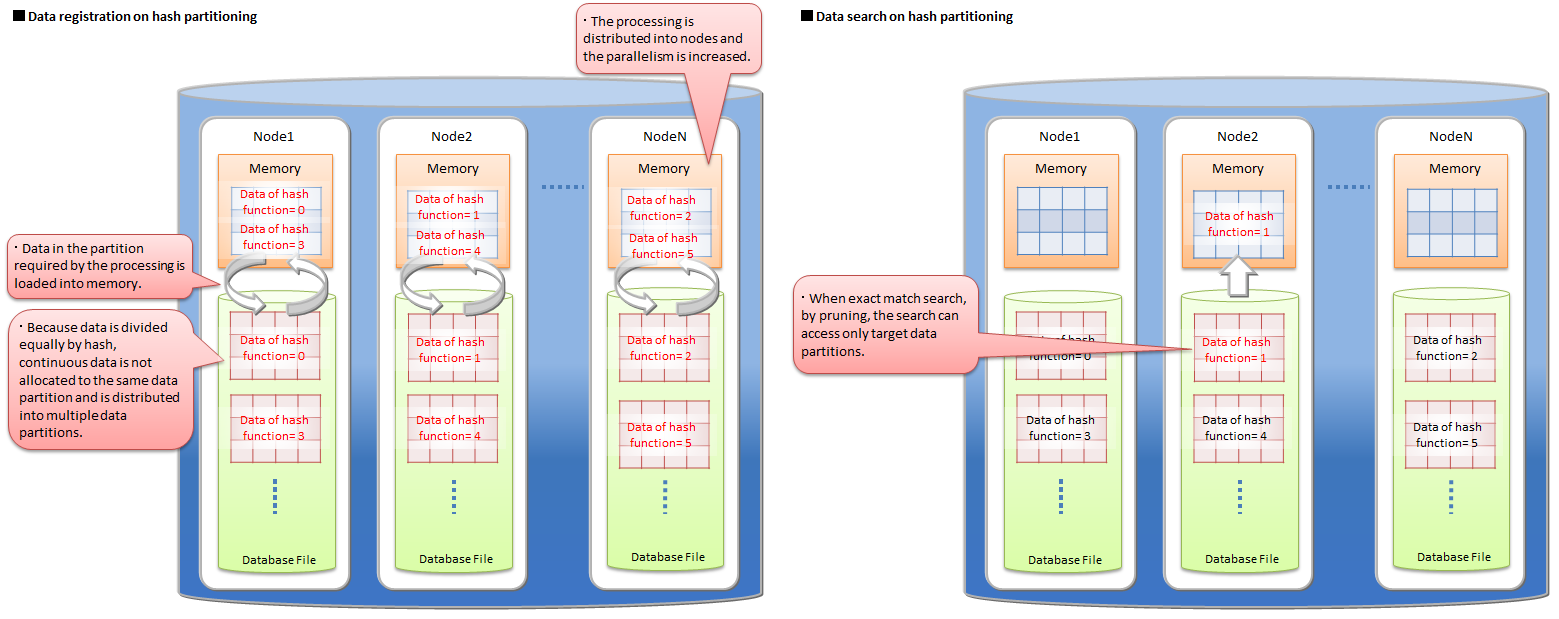 ■ Data registration on hash partitioning
・The processing is
distributed into nodes and
the parallelism is increased.
Node1
Memory
Data of hash
function= 0
Data of hash
function= 3
Node2
Memory
Data of hash
function= 1
Data of hash
function= 4
NodeN
Memory
Data of hash
function= 2
Data of hash
function= 5
・Data in the partition
required by the processing is
loaded into memory.
・Because data is divided
equally by hash,
continuous data is not
allocated to the same data
partition and is distributed
into multiple data
partitions.
Data of hash
function= 0
Data of hash
function= 3
Database File
Data of hash
function= 1
Data of hash
function= 4
Database File
Data of hash
function= 2
Data of hash
function= 5
Database File
■ Data search on hash partitioning
Node1
Memory
Node2
Memory
Data of hash
function= 1
NodeN
Memory
・When exact match search,
by pruning, the search can
access only target data
partitions.
Data of hash
function= 0
Data of hash
function= 3
Database File
Data of hash
function= 1
Data of hash
function= 4
Database File
Data of hash
function= 2
Data of hash
function= 5
Database File